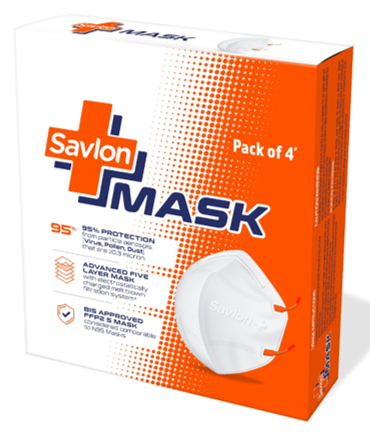 MASK
Savlon
Pack of 4*
MASK
95%
95% PROTECTION
from particle aerosols
(Virus, Pollen, Dust)
that are ≥0.3 micron
ADVANCED FIVE
LAYER MASK
with electrostatically
charged melt blown
filtration system*
BIS APPROVED
FFP2 S MASK
considered comparable
to N95 Masks
Savlon